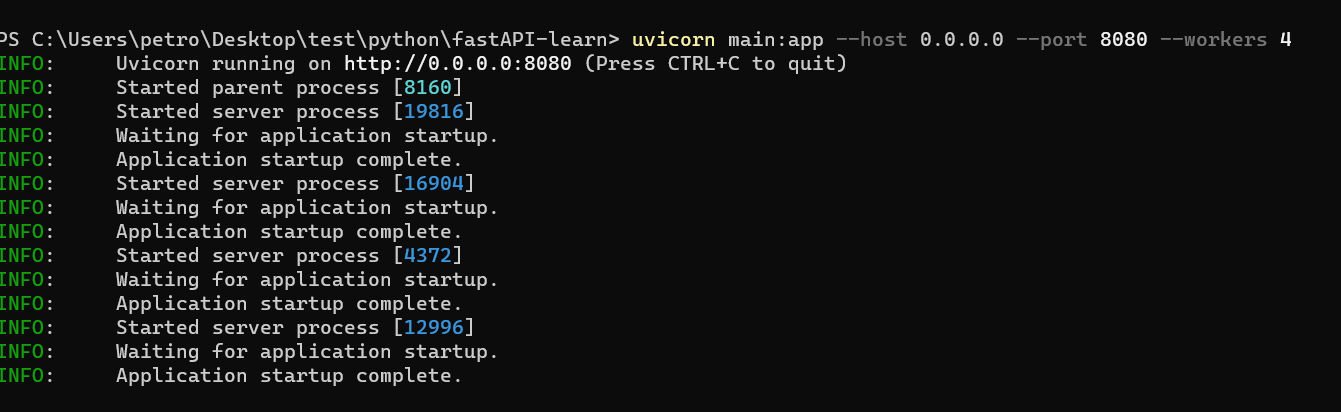 PS C:\Users\petro\Desktop\test\python\fastAPI-learn> uvicorn main:app --host 0.0.0.0 --port 8080 --workers 4
INFO:     Uvicorn running on http://0.0.0.0:8080 (Press CTRL+C to quit)
INFO:     Started parent process [8160]
INFO:     Started server process [19816]
INFO:     Waiting for application startup.
INFO:     Application startup complete.
INFO:     Started server process [16904]
INFO:     Waiting for application startup.
INFO:     Application startup complete.
INFO:     Started server process [4372]
INFO:     Waiting for application startup.
INFO:     Application startup complete.
INFO:     Started server process [12996]
INFO:     Waiting for application startup.
INFO:     Application startup complete.